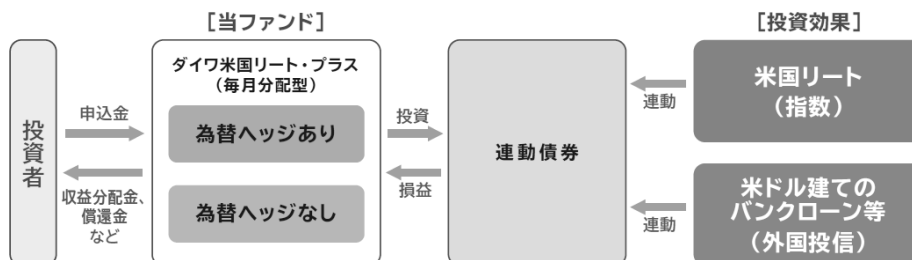 [当ファンド]
[投資効果]
投資者
申込金
収益分配金、
償還金
など
ダイワ米国リート・プラス
（毎月分配型）
為替ヘッジあり
為替ヘッジなし
投資
損益
連動債券
連動
連動
米国リート
（指数）
米ドル建ての
バンクローン等
（外国投信）